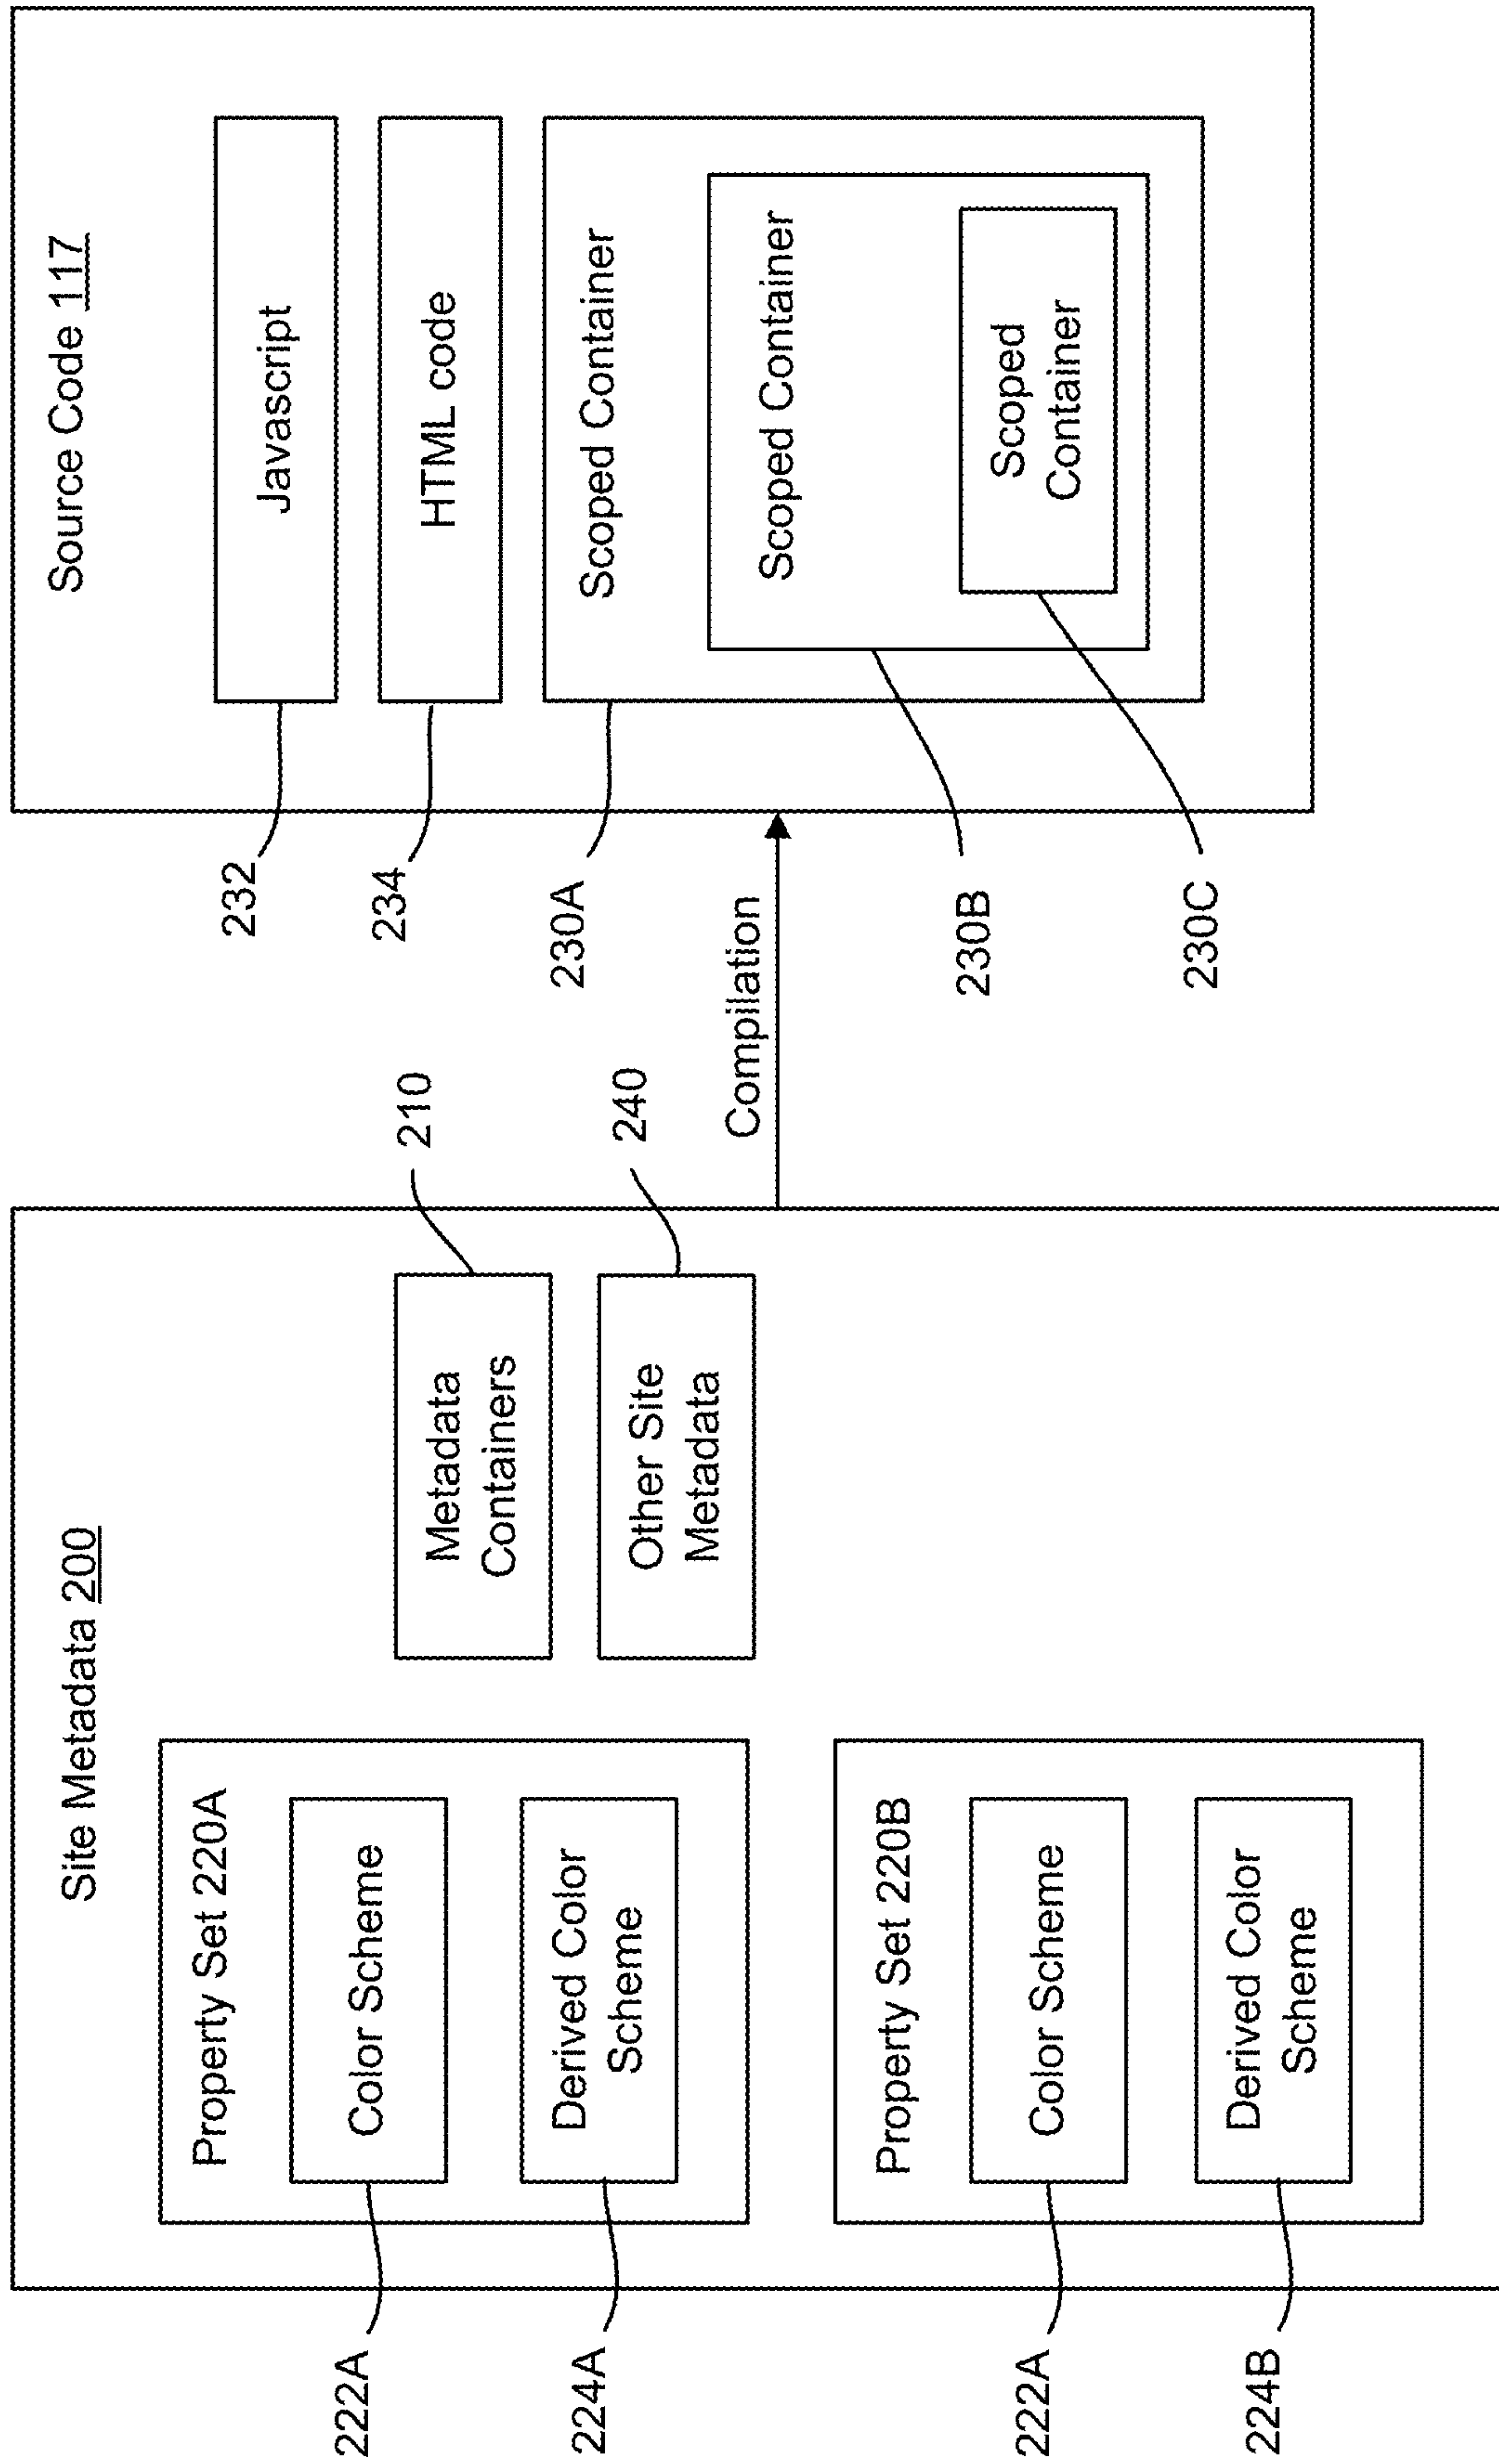 Site Metadata 200
Property Set 220A
Color Scheme
222A
Derived Color
Scheme
224A
Property Set 220B
Color Scheme
222A
Derived Color
Scheme
224B
Metadata
Containers
210
Other Site
Metadata
240
Compilation
Source Code 117
Javascript
232
HTML code
234
Scoped Container
230A
Scoped Container
230B
Scoped
Container
230C